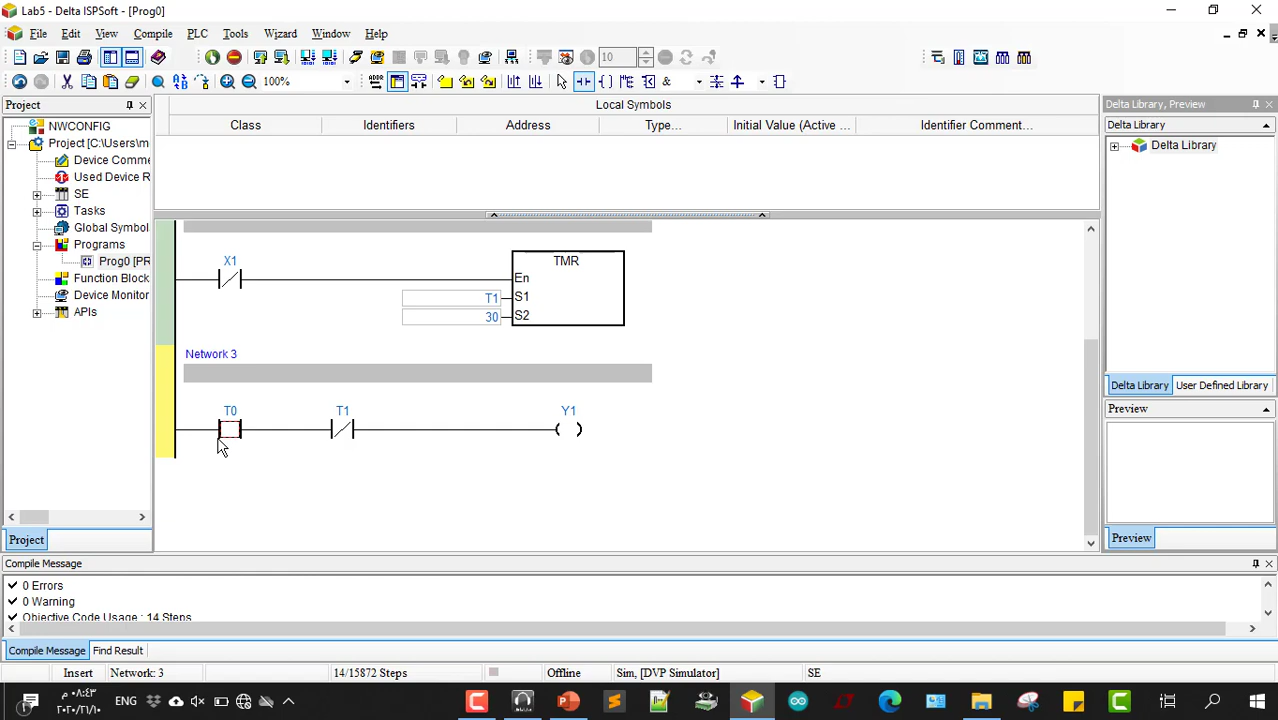 Lab5 - Delta ISPSoft - [Prog0]
File Edit View Compile PLC Tools Wizard Window Help
10
100%
&
Project
NWCONFIG
Project [C:\Users\m
Device Comme
Used Device R
SE
Tasks
Global Symbol
Programs
Prog0 [PR
Function Block
Device Monitor
APIs
Project
Local Symbols
Class Identifiers Address Type... Initial Value (Active ... Identifier Comment...
X1
TMR
En
T1 S1
30 S2
Network 3
T0 T1 Y1
Delta Library, Preview
Delta Library
Delta Library
Delta Library User Defined Library
Preview
Preview
Compile Message
0 Errors
0 Warning
Objective Code Usage : 14 Steps
Compile Message Find Result
Insert Network: 3 14/15872 Steps Offline Sim, [DVP Simulator] SE
ENG